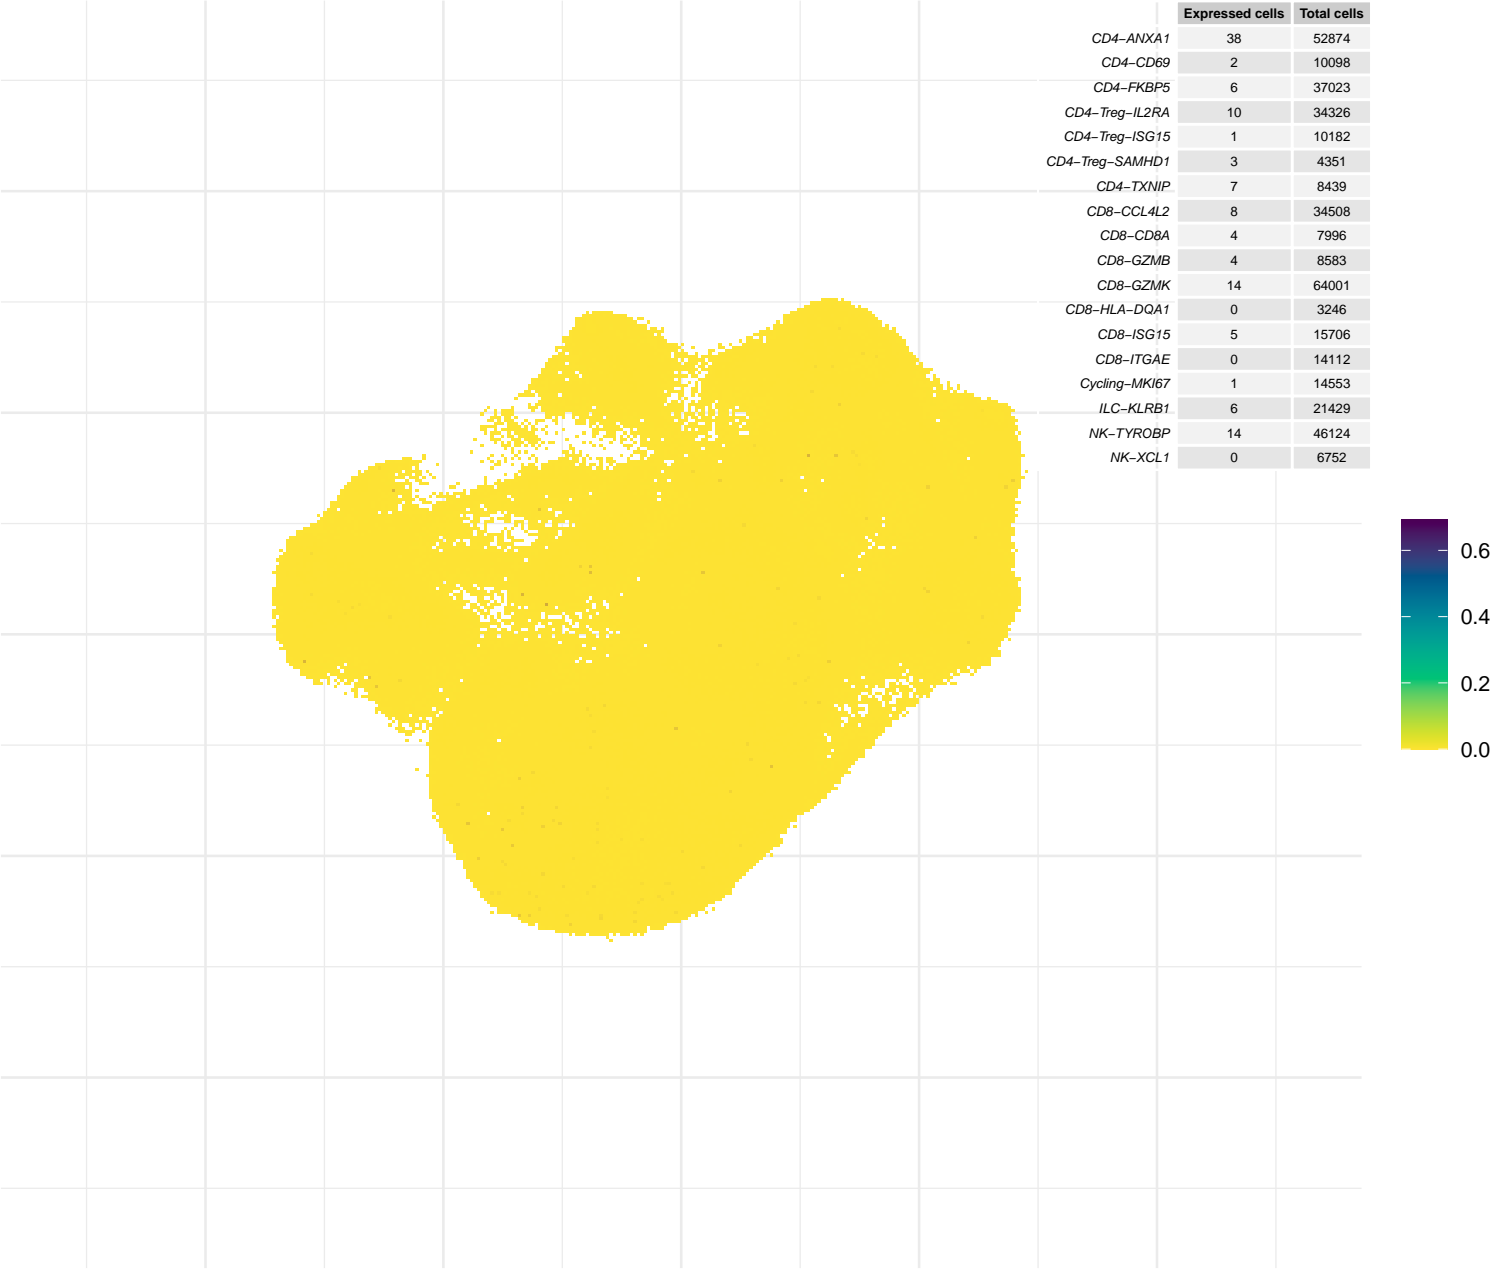 Expressed cells Total cells
CD4−ANXA1 38 52874
CD4−CD69 2 10098
CD4−FKBP5 6 37023
CD4−Treg−IL2RA 10 34326
CD4−Treg−ISG15 1 10182
CD4−Treg−SAMHD1 3 4351
CD4−TXNIP 7 8439
CD8−CCL4L2 8 34508
CD8−CD8A 4 7996
CD8−GZMB 4 8583
CD8−GZMK 14 64001
CD8−HLA−DQA1 0 3246
CD8−ISG15 5 15706
CD8−ITGAE 0 14112
Cycling−MKI67 1 14553
ILC−KLRB1 6 21429
NK−TYROBP 14 46124
NK−XCL1 0 6752
0.6
0.4
0.2
0.0